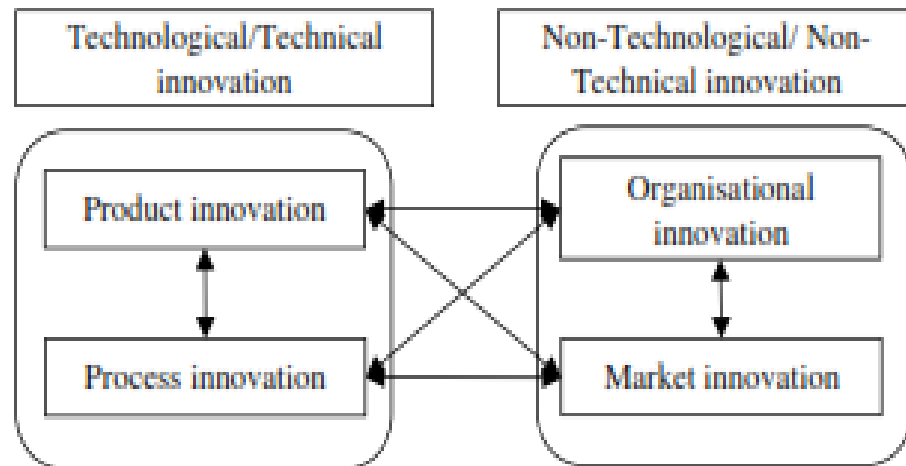 Technological/Technical
innovation
Non-Technological/ Non-
Technical innovation
Product innovation
Organisational
innovation
Process innovation
Market innovation